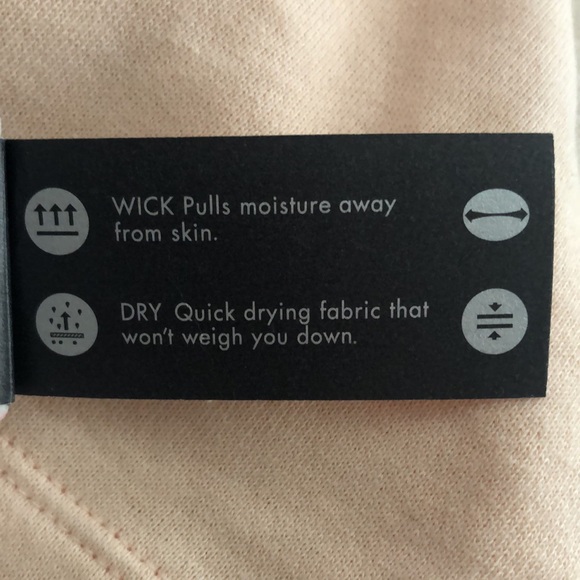 WICK Pulls moisture away
from skin.
DRY Quick drying fabric that
won't weigh you down.